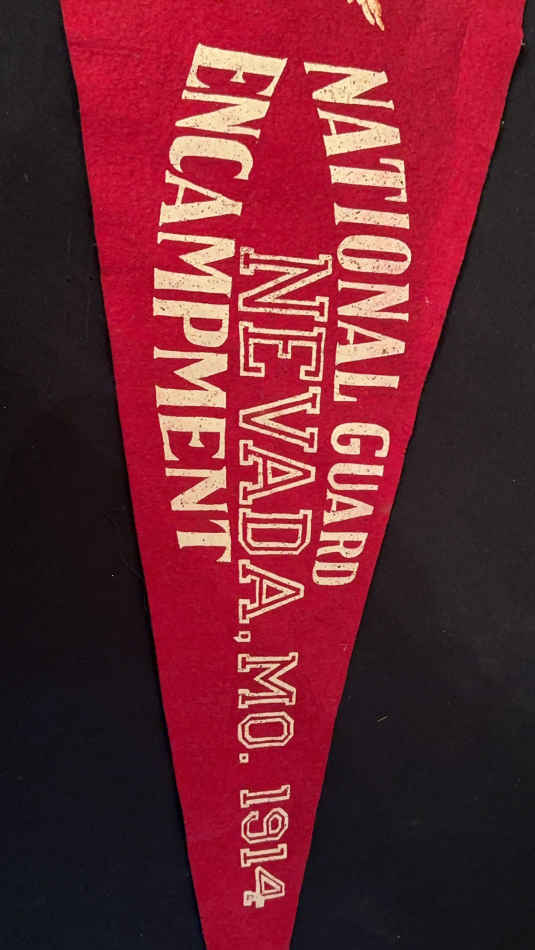 NATIONAL GUARD
NEVADA, MO. 1914
ENCAMPMENT